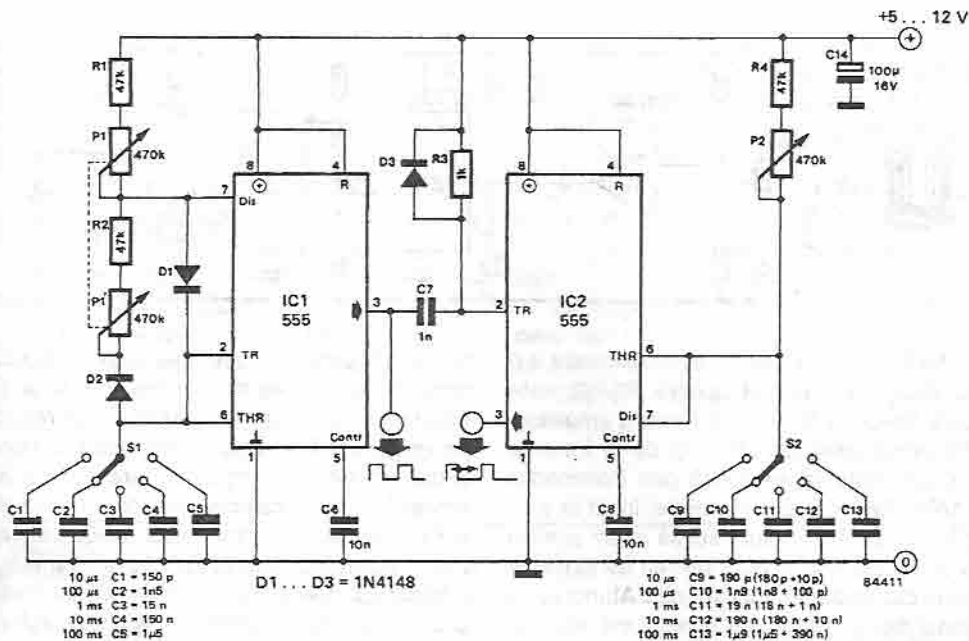 +5 ... 12 V
R1
47k
P1
470k
R2
47k
P1'
470k
D1
D2
S1
8
4
R
7
Dis
IC1
555
3
2
TR
6
THR
1
Contr
5
C6
10n
C7
1n
D3
R3
1k
8
4
R
2
TR
IC2
555
THR
6
3
Dis
7
1
Contr
5
C8
10n
R4
47k
P2
470k
C14
100µ
16V
S2
C1
C2
C3
C4
C5
C9
C10
C11
C12
C13
0
84411
D1 ... D3 = 1N4148
10 µs C1 = 150 p
100 µs C2 = 1n5
1 ms C3 = 15 n
10 ms C4 = 150 n
100 ms C5 = 1µ5
10 µs C9 = 190 p (180 p + 10 p)
100 µs C10 = 1n9 (1n8 + 100 p)
1 ms C11 = 19 n (18 n + 1 n)
10 ms C12 = 190 n (180 n + 10 n)
100 ms C13 = 1µ9 (1µ5 + 390 n)